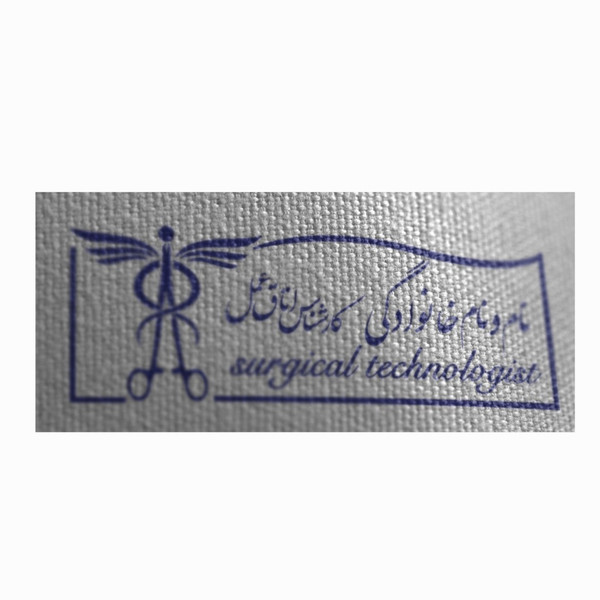 نام و نام خانوادگی کارشناس اتاق عمل
surgical technologist